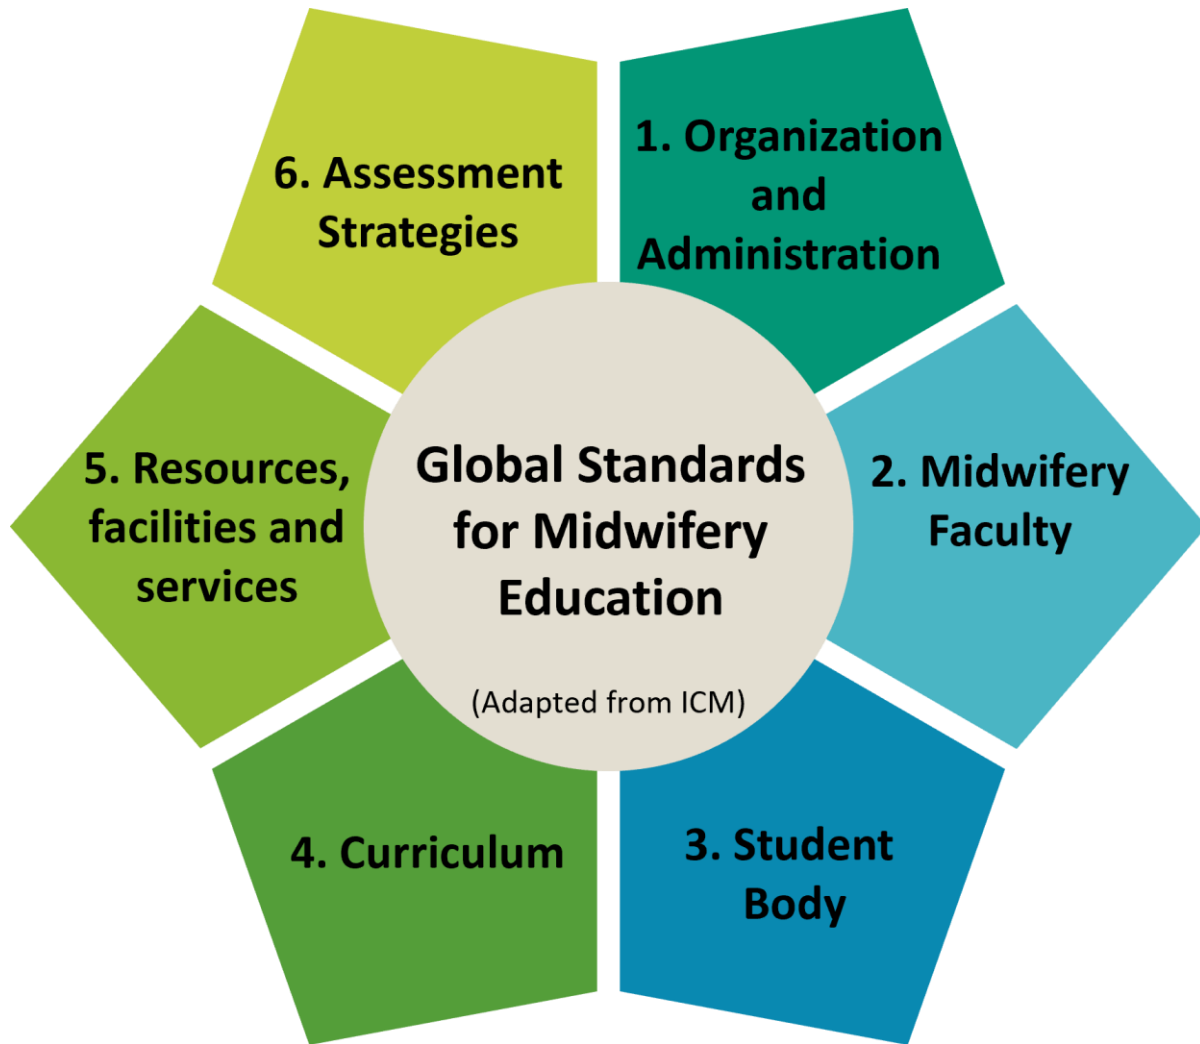 1. Organization
and
Administration
2. Midwifery
Faculty
3. Student
Body
4. Curriculum
5. Resources,
facilities and
services
6. Assessment
Strategies
Global Standards
for Midwifery
Education
(Adapted from ICM)